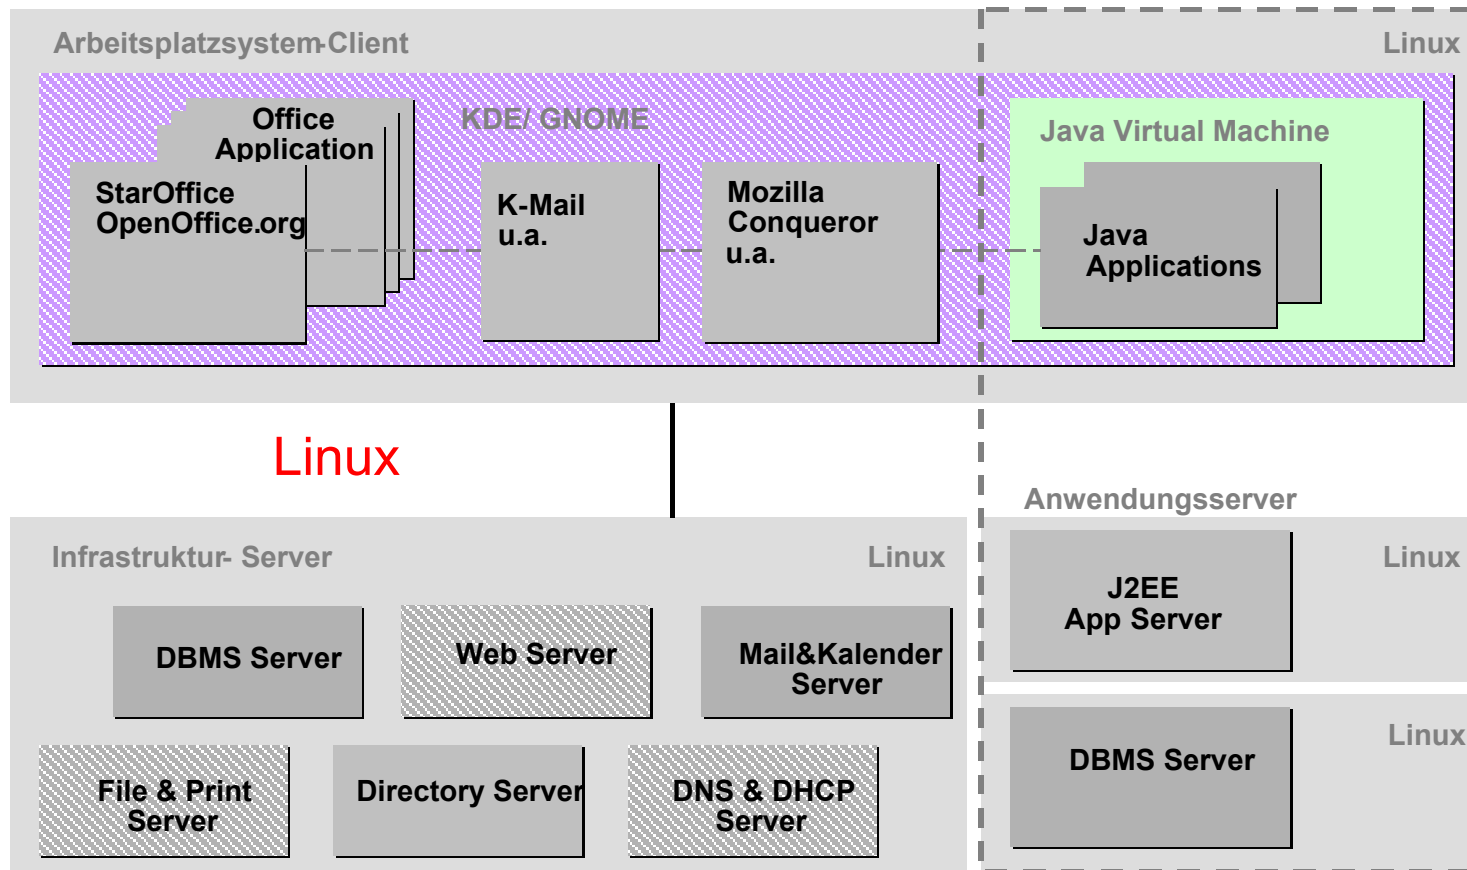 Arbeitsplatzsystem-Client
Linux
KDE/ GNOME
Office
Application
StarOffice
OpenOffice.org
K-Mail
u.a.
Mozilla
Conqueror
u.a.
Java Virtual Machine
Java
Applications
Linux
Anwendungsserver
Infrastruktur- Server
Linux
DBMS Server
Web Server
Mail&Kalender
Server
File & Print
Server
Directory Server
DNS & DHCP
Server
Linux
J2EE
App Server
Linux
DBMS Server